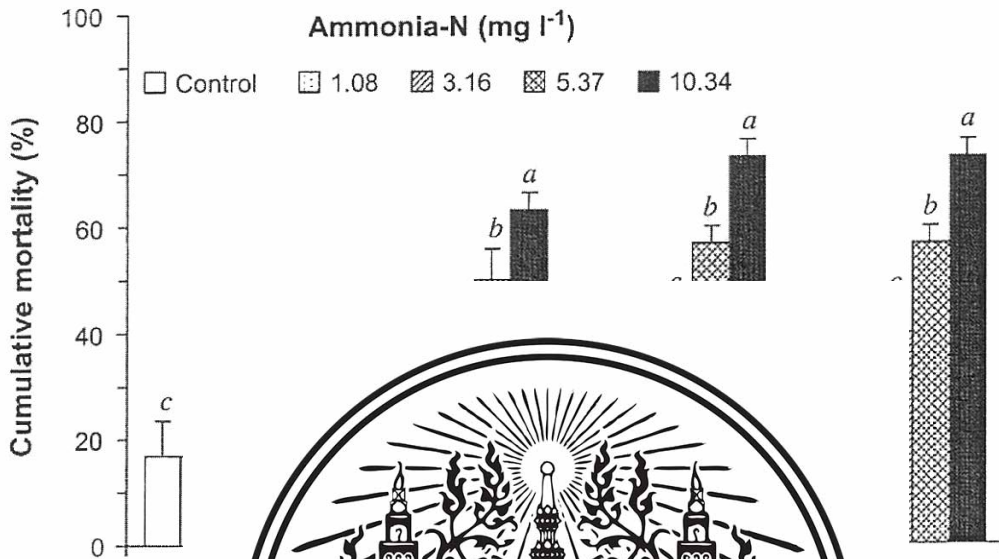 Ammonia-N (mg l⁻¹)
Control 1.08 3.16 5.37 10.34
Cumulative mortality (%)
100
80
60
40
20
0
c
b a
b a
b a